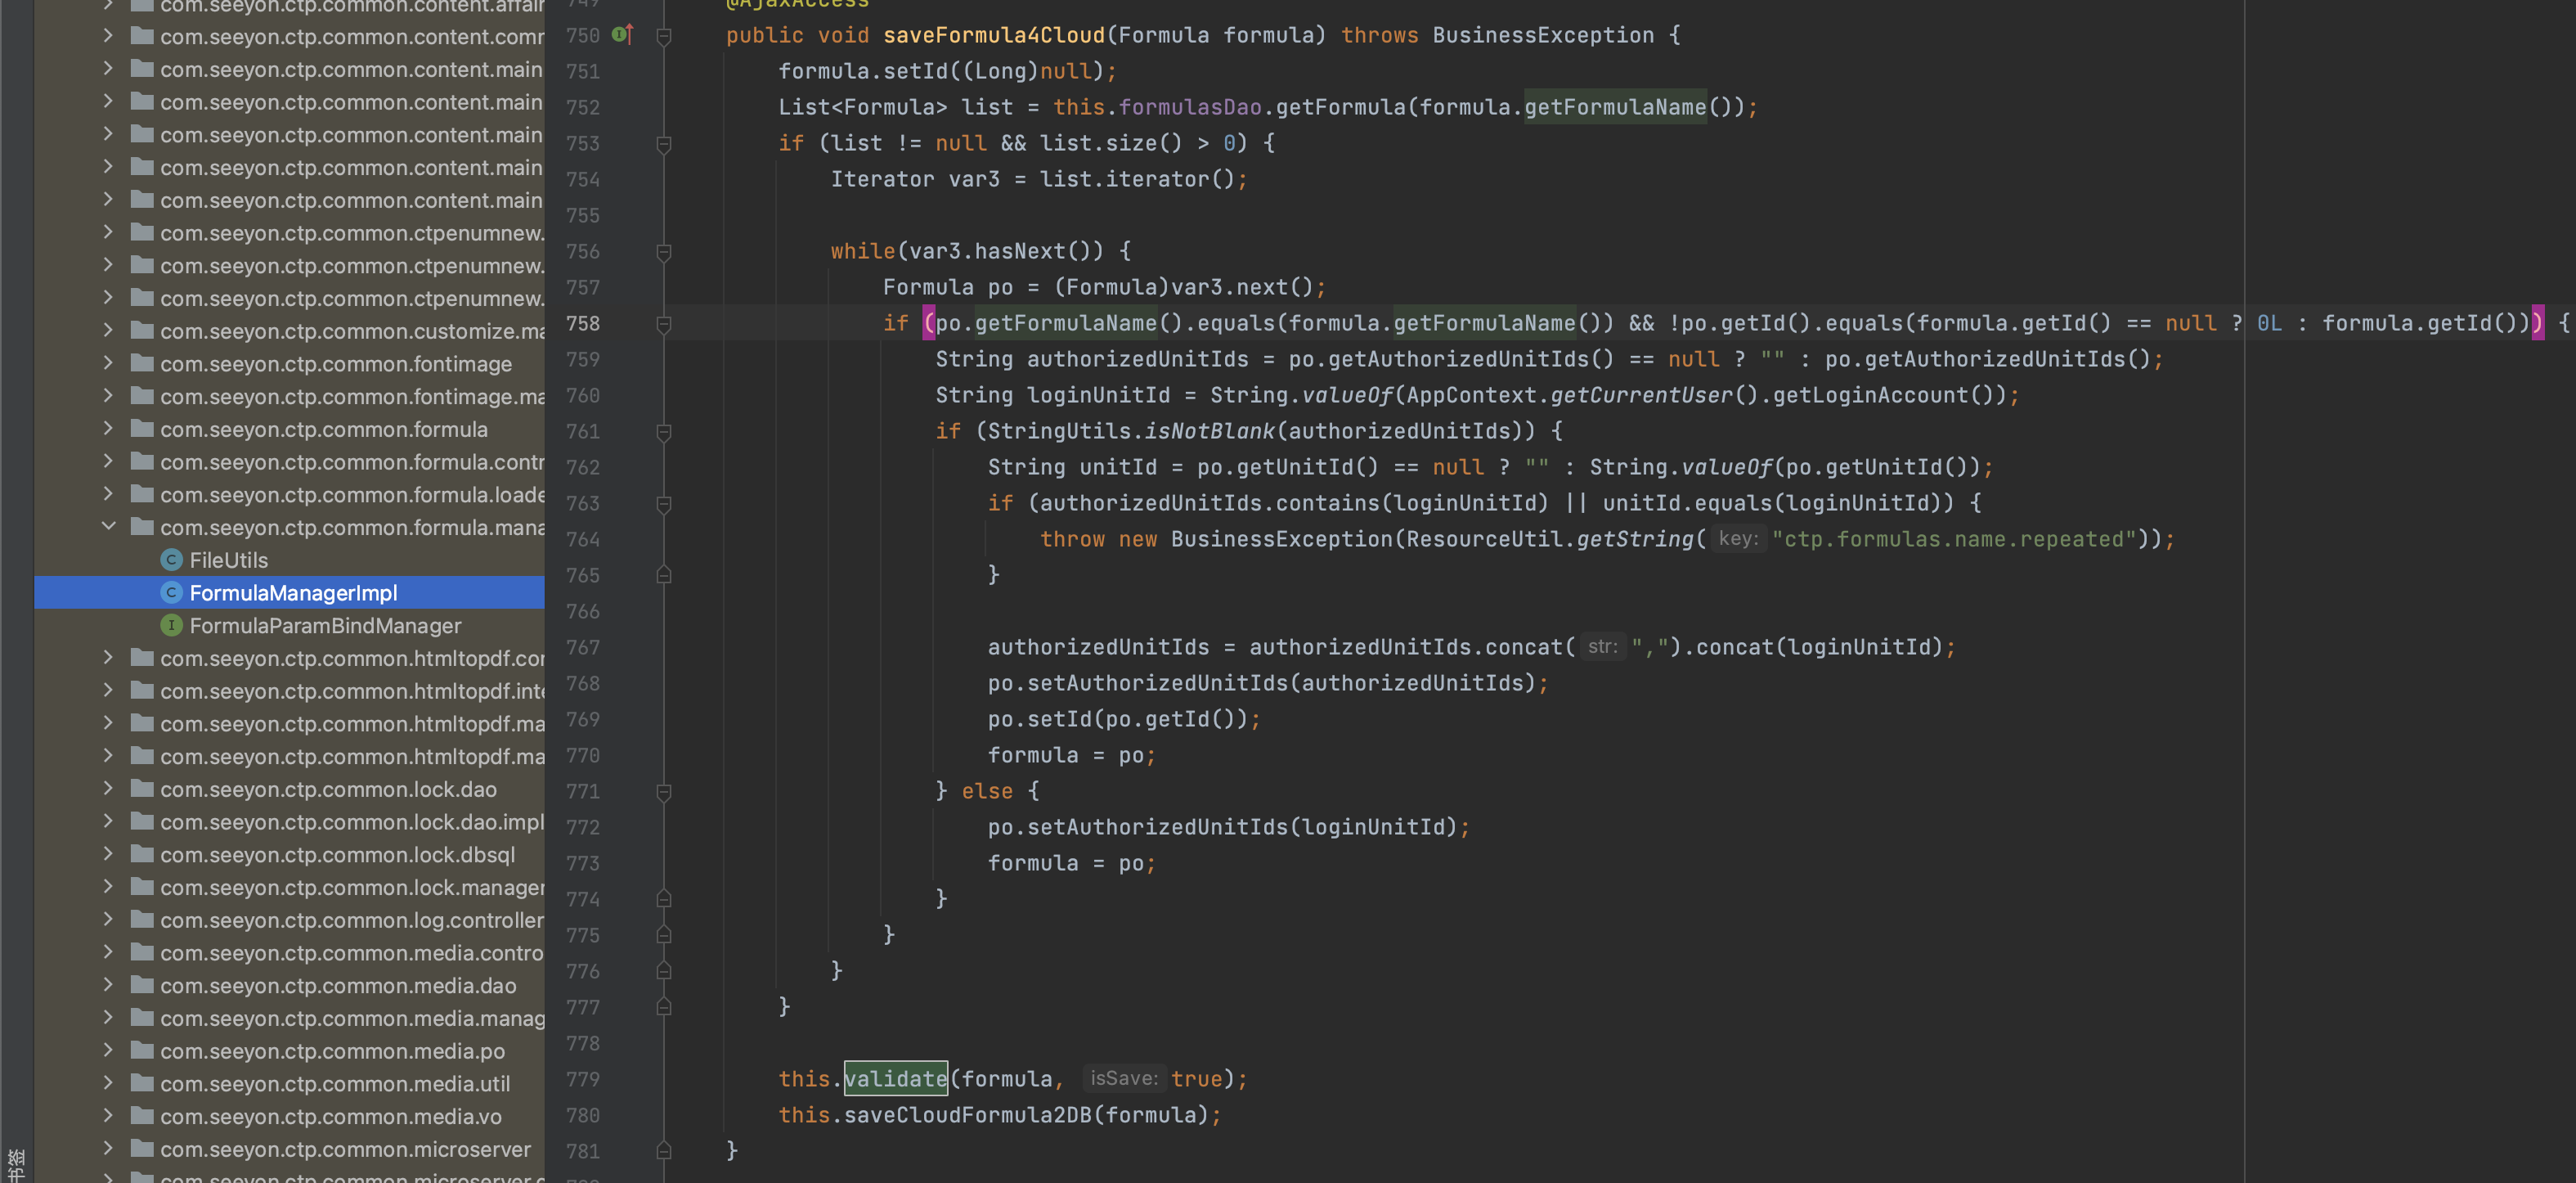 com.seeyon.ctp.common.content.affair
com.seeyon.ctp.common.content.comm
com.seeyon.ctp.common.content.main
com.seeyon.ctp.common.content.main
com.seeyon.ctp.common.content.main
com.seeyon.ctp.common.content.main
com.seeyon.ctp.common.content.main
com.seeyon.ctp.common.ctpenumnew.
com.seeyon.ctp.common.ctpenumnew.
com.seeyon.ctp.common.ctpenumnew.
com.seeyon.ctp.common.customize.ma
com.seeyon.ctp.common.fontimage
com.seeyon.ctp.common.fontimage.ma
com.seeyon.ctp.common.formula
com.seeyon.ctp.common.formula.contr
com.seeyon.ctp.common.formula.loade
com.seeyon.ctp.common.formula.mana
FileUtils
FormulaManagerImpl
FormulaParamBindManager
com.seeyon.ctp.common.htmltopdf.cor
com.seeyon.ctp.common.htmltopdf.inte
com.seeyon.ctp.common.htmltopdf.ma
com.seeyon.ctp.common.htmltopdf.ma
com.seeyon.ctp.common.lock.dao
com.seeyon.ctp.common.lock.dao.impl
com.seeyon.ctp.common.lock.dbsql
com.seeyon.ctp.common.lock.manager
com.seeyon.ctp.common.log.controller
com.seeyon.ctp.common.media.contro
com.seeyon.ctp.common.media.dao
com.seeyon.ctp.common.media.manag
com.seeyon.ctp.common.media.po
com.seeyon.ctp.common.media.util
com.seeyon.ctp.common.media.vo
com.seeyon.ctp.common.microserver
com.seeyon.ctp.common.microserver.c
书签
749 @AjaxAccess
750 public void saveFormula4Cloud(Formula formula) throws BusinessException {
751 formula.setId((Long)null);
752 List<Formula> list = this.formulasDao.getFormula(formula.getFormulaName());
753 if (list != null && list.size() > 0) {
754 Iterator var3 = list.iterator();
755
756 while(var3.hasNext()) {
757 Formula po = (Formula)var3.next();
758 if (po.getFormulaName().equals(formula.getFormulaName()) && !po.getId().equals(formula.getId() == null ? 0L : formula.getId())) {
759 String authorizedUnitIds = po.getAuthorizedUnitIds() == null ? "" : po.getAuthorizedUnitIds();
760 String loginUnitId = String.valueOf(AppContext.getCurrentUser().getLoginAccount());
761 if (StringUtils.isNotBlank(authorizedUnitIds)) {
762 String unitId = po.getUnitId() == null ? "" : String.valueOf(po.getUnitId());
763 if (authorizedUnitIds.contains(loginUnitId) || unitId.equals(loginUnitId)) {
764 throw new BusinessException(ResourceUtil.getString( key: "ctp.formulas.name.repeated"));
765 }
766
767 authorizedUnitIds = authorizedUnitIds.concat( str: ",").concat(loginUnitId);
768 po.setAuthorizedUnitIds(authorizedUnitIds);
769 po.setId(po.getId());
770 formula = po;
771 } else {
772 po.setAuthorizedUnitIds(loginUnitId);
773 formula = po;
774 }
775 }
776 }
777 }
778
779 this.validate(formula, isSave: true);
780 this.saveCloudFormula2DB(formula);
781 }